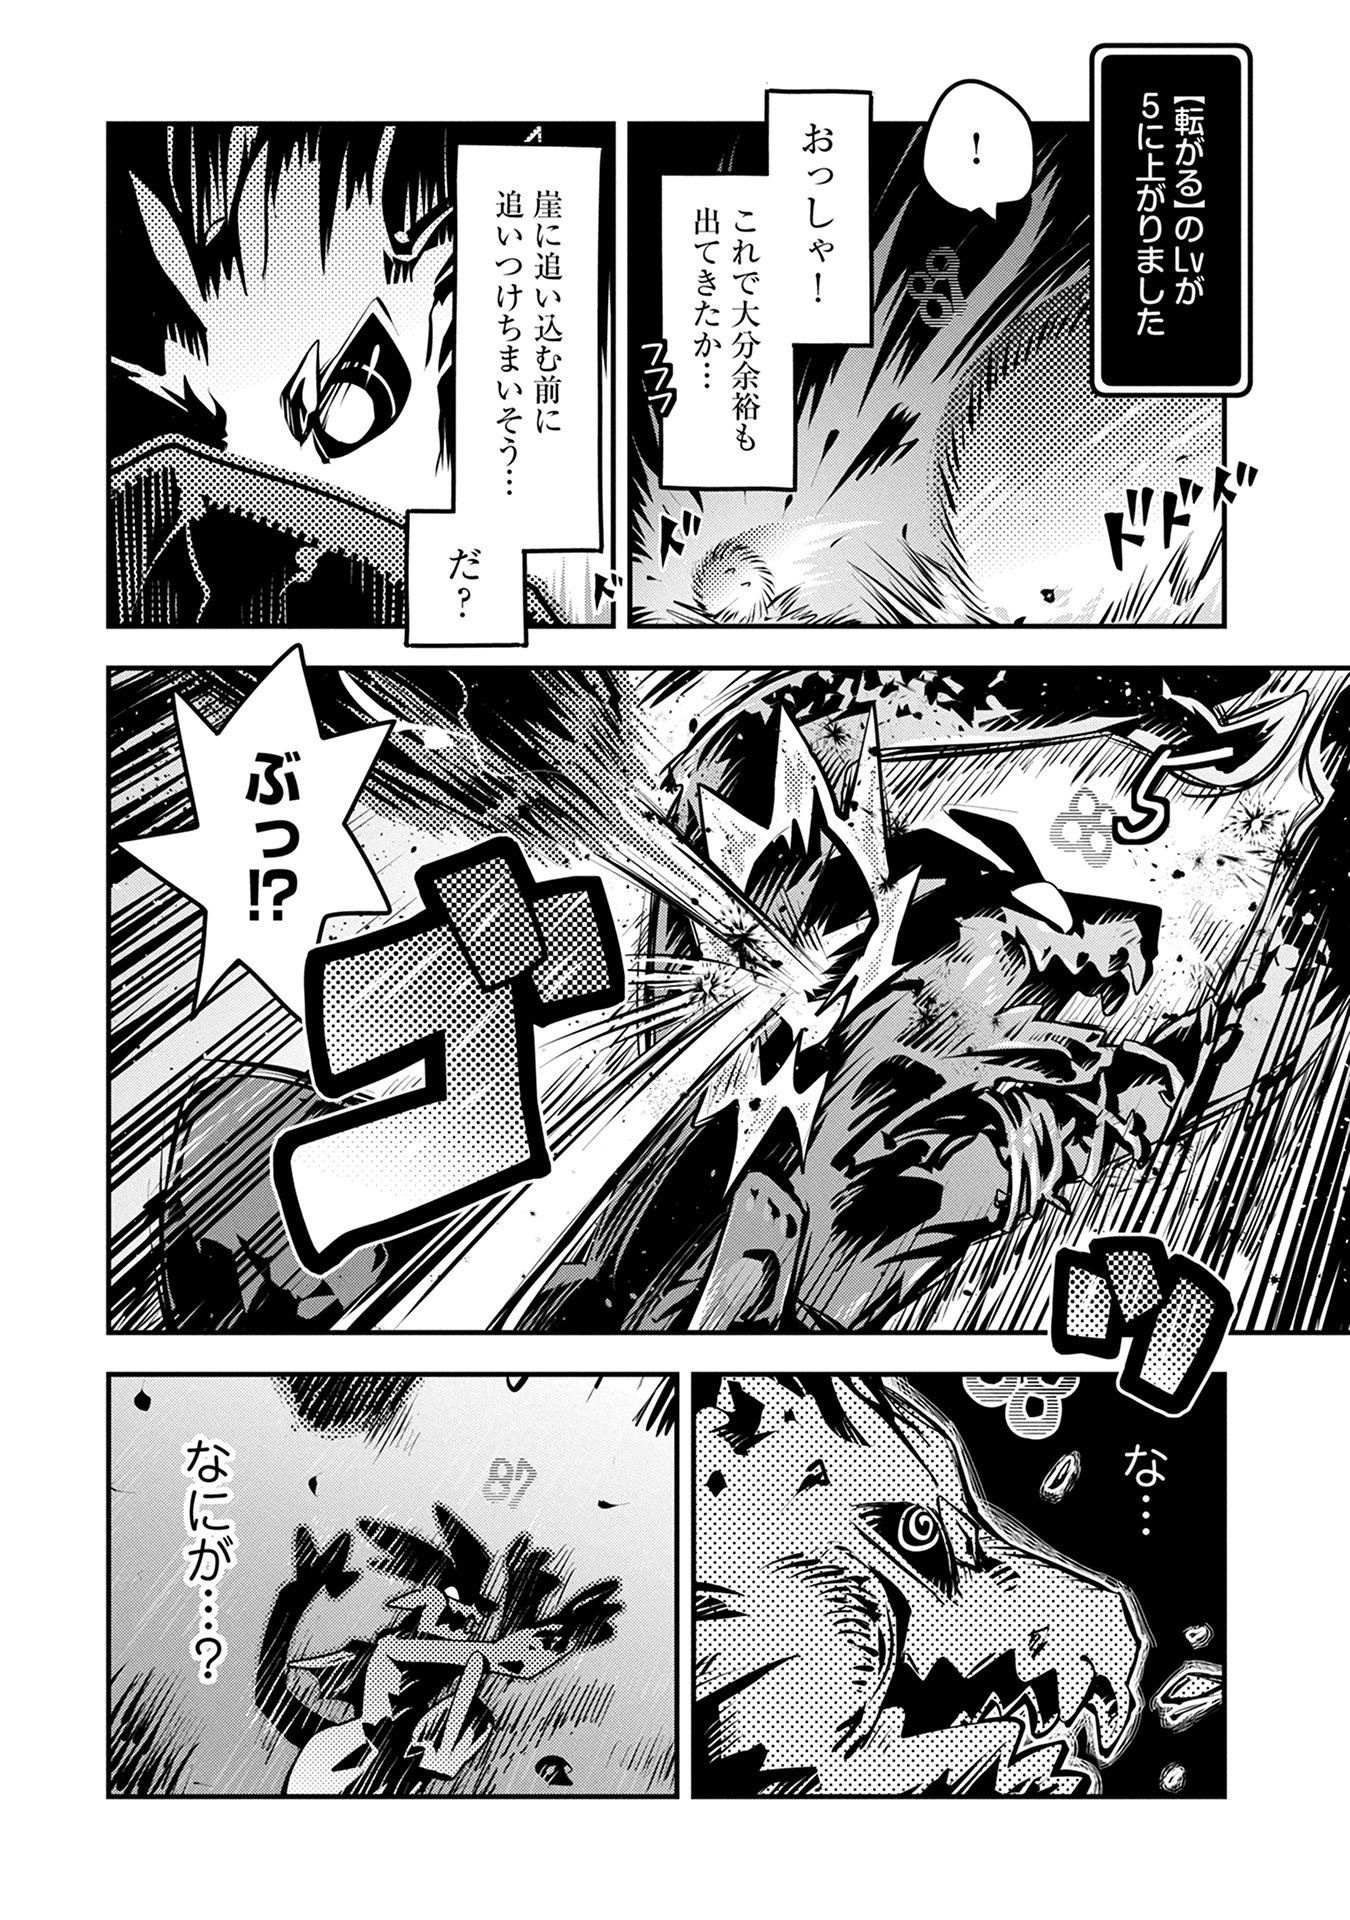 【転がる】のLvが
5に上がりました
！
おっしゃ！
これで大分余裕も
出てきたか…
フフフ
ドドド
ドド
崖に追い込む前に
追いつけちまいそう…
だ？
ドド
ぶっ!?
ゴッ
な…
なにが……？